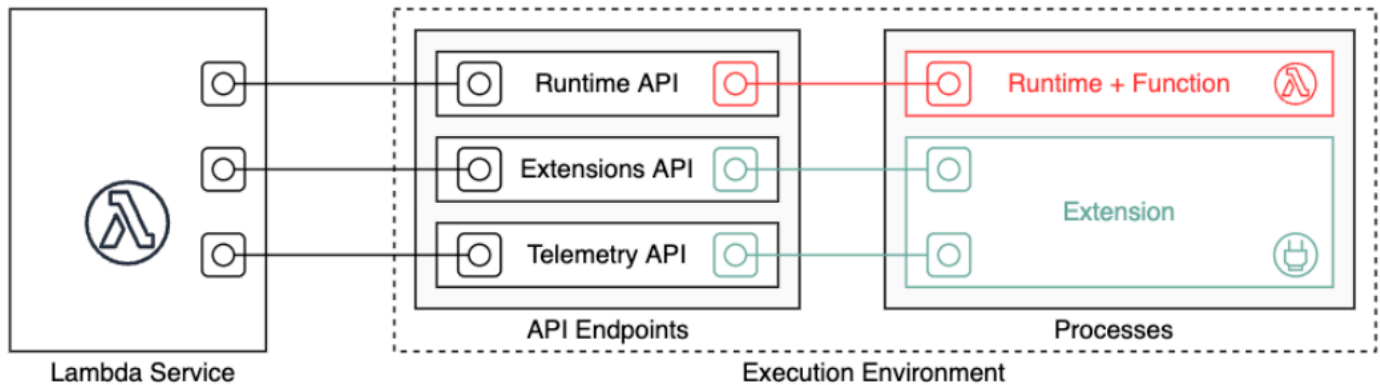 Runtime API
Runtime + Function
Extensions API
Extension
Telemetry API
API Endpoints
Processes
Lambda Service
Execution Environment